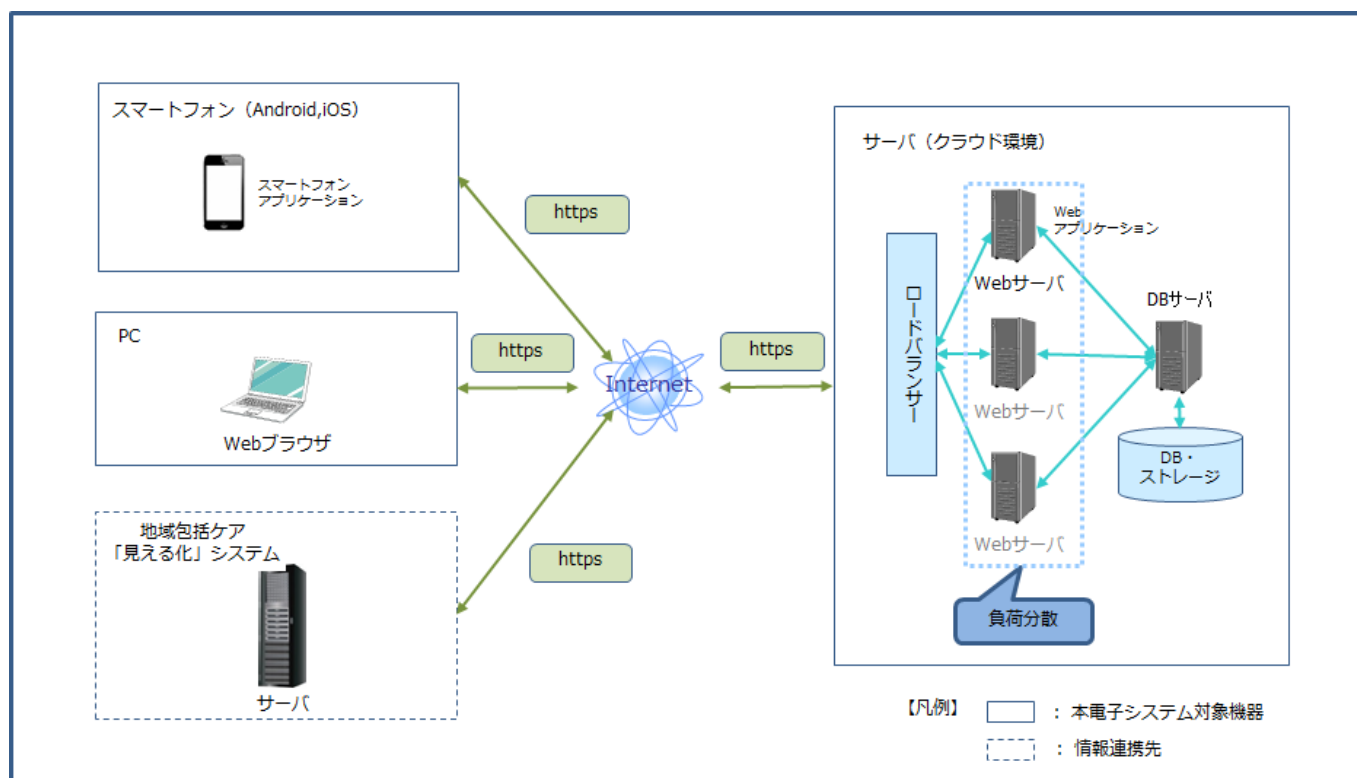 スマートフォン（Android,iOS）
スマートフォン
アプリケーション
https
PC
Webブラウザ
https
Internet
https
地域包括ケア
「見える化」システム
サーバ
https
サーバ（クラウド環境）
Web
アプリケーション
Webサーバ
ロードバランサー
DBサーバ
Webサーバ
DB・
ストレージ
Webサーバ
負荷分散
【凡例】
： 本電子システム対象機器
： 情報連携先